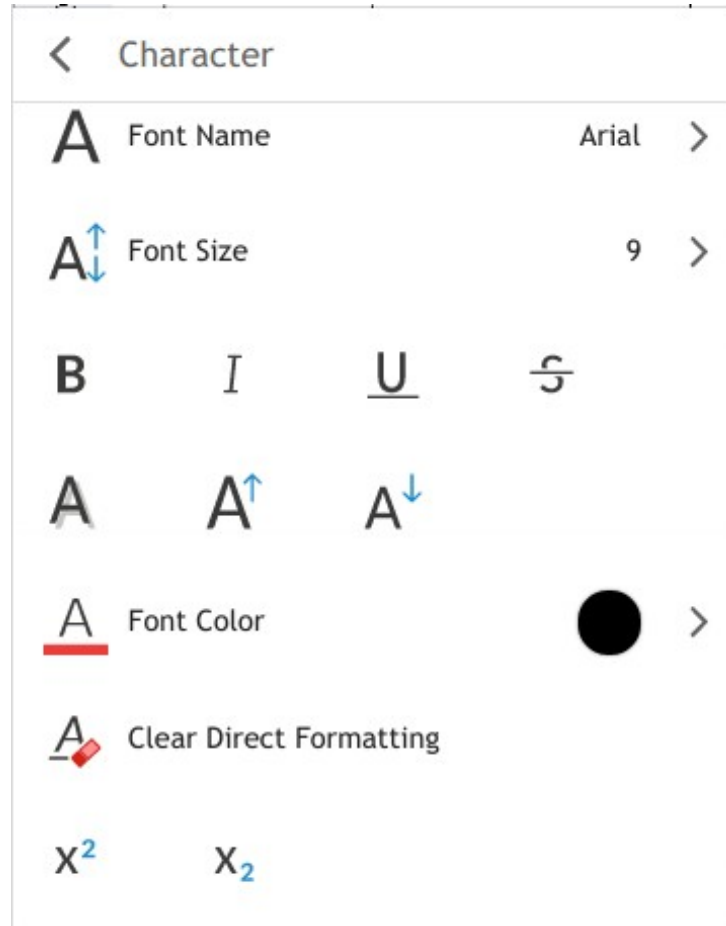 Character
A Font Name Arial
A Font Size 9
B I U S
A A A
A Font Color
A Clear Direct Formatting
X² X₂